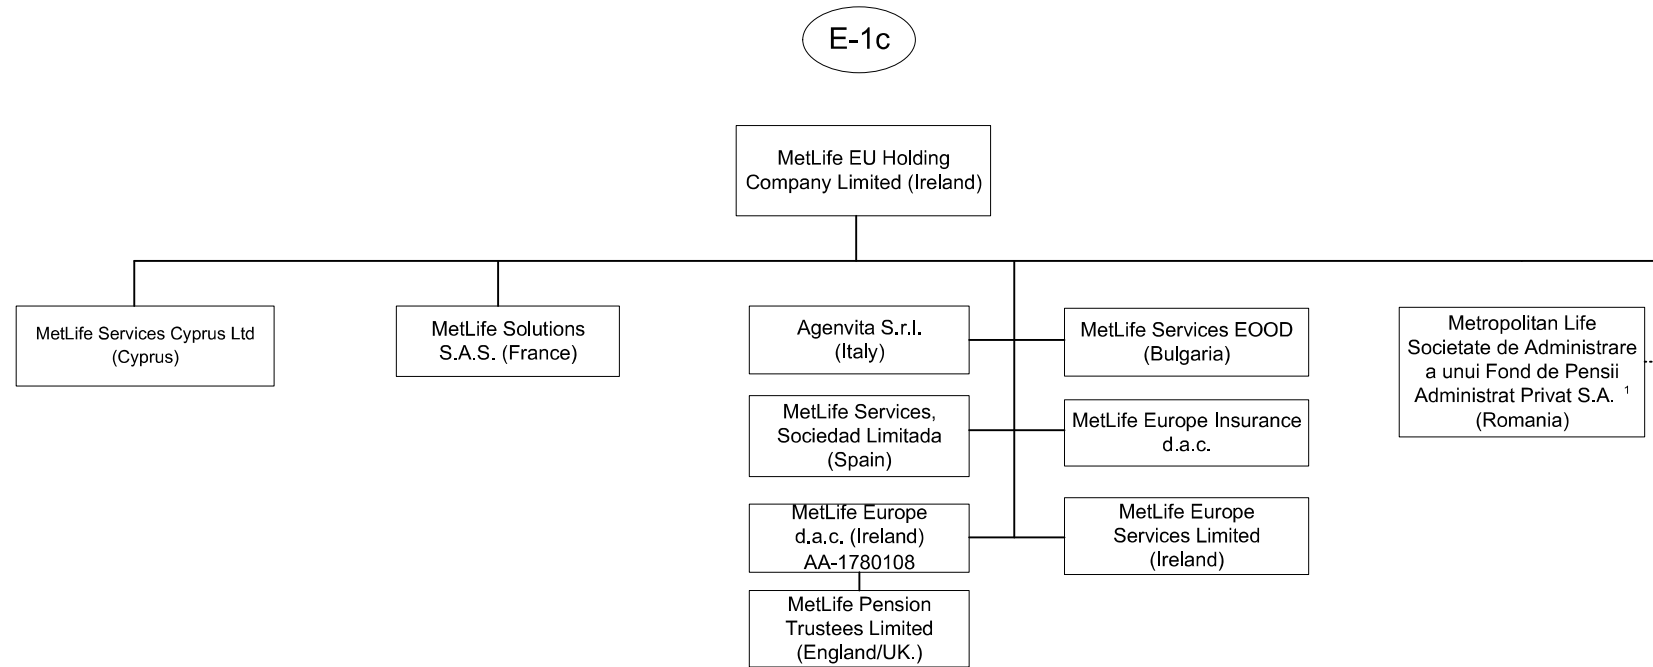 E-1c
MetLife EU Holding
Company Limited (Ireland)
MetLife Services Cyprus Ltd
(Cyprus)
MetLife Solutions
S.A.S. (France)
Agenvita S.r.l.
(Italy)
MetLife Services EOOD
(Bulgaria)
Metropolitan Life
Societate de Administrare
a unui Fond de Pensii
Administrat Privat S.A. ¹
(Romania)
MetLife Services,
Sociedad Limitada
(Spain)
MetLife Europe Insurance
d.a.c.
MetLife Europe
d.a.c. (Ireland)
AA-1780108
MetLife Europe
Services Limited
(Ireland)
MetLife Pension
Trustees Limited
(England/UK.)